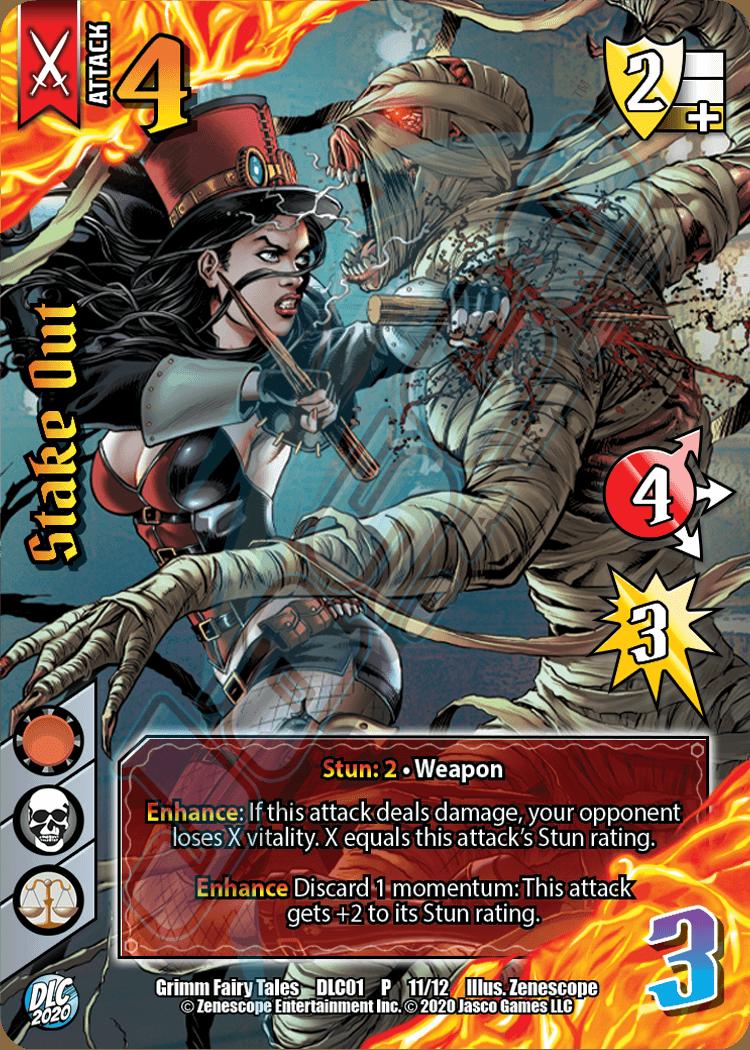 ATTACK
4
2
+
Stake Out
4
3
Stun: 2 • Weapon
Enhance: If this attack deals damage, your opponent
loses X vitality. X equals this attack's Stun rating.
Enhance Discard 1 momentum: This attack
gets +2 to its Stun rating.
3
DLC
2020
Grimm Fairy Tales DLC01 P 11/12 Illus. Zenescope
© Zenescope Entertainment Inc. © 2020 Jasco Games LLC